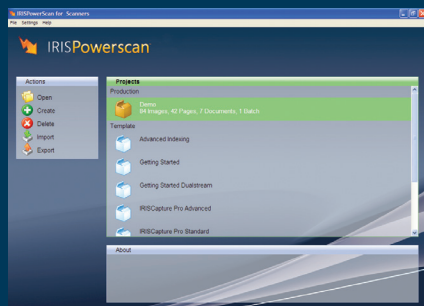 IRISPowerScan for Scanners
File Settings Help
IRISPowerscan
Actions
Open
Create
Delete
Import
Export
Projects
Production
Demo
84 Images, 42 Pages, 7 Documents, 1 Batch
Template
Advanced Indexing
Getting Started
Getting Started Dualstream
IRISCapture Pro Advanced
IRISCapture Pro Standard
About